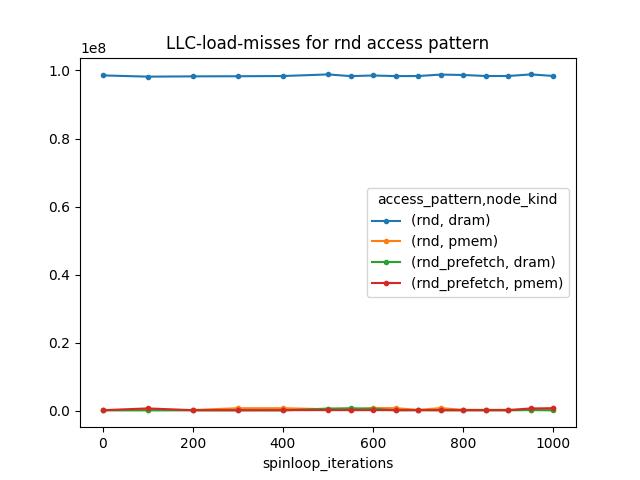 LLC-load-misses for rnd access pattern
1e8
1.0
0.8
0.6
0.4
0.2
0.0
access_pattern,node_kind
(rnd, dram)
(rnd, pmem)
(rnd_prefetch, dram)
(rnd_prefetch, pmem)
0 200 400 600 800 1000
spinloop_iterations